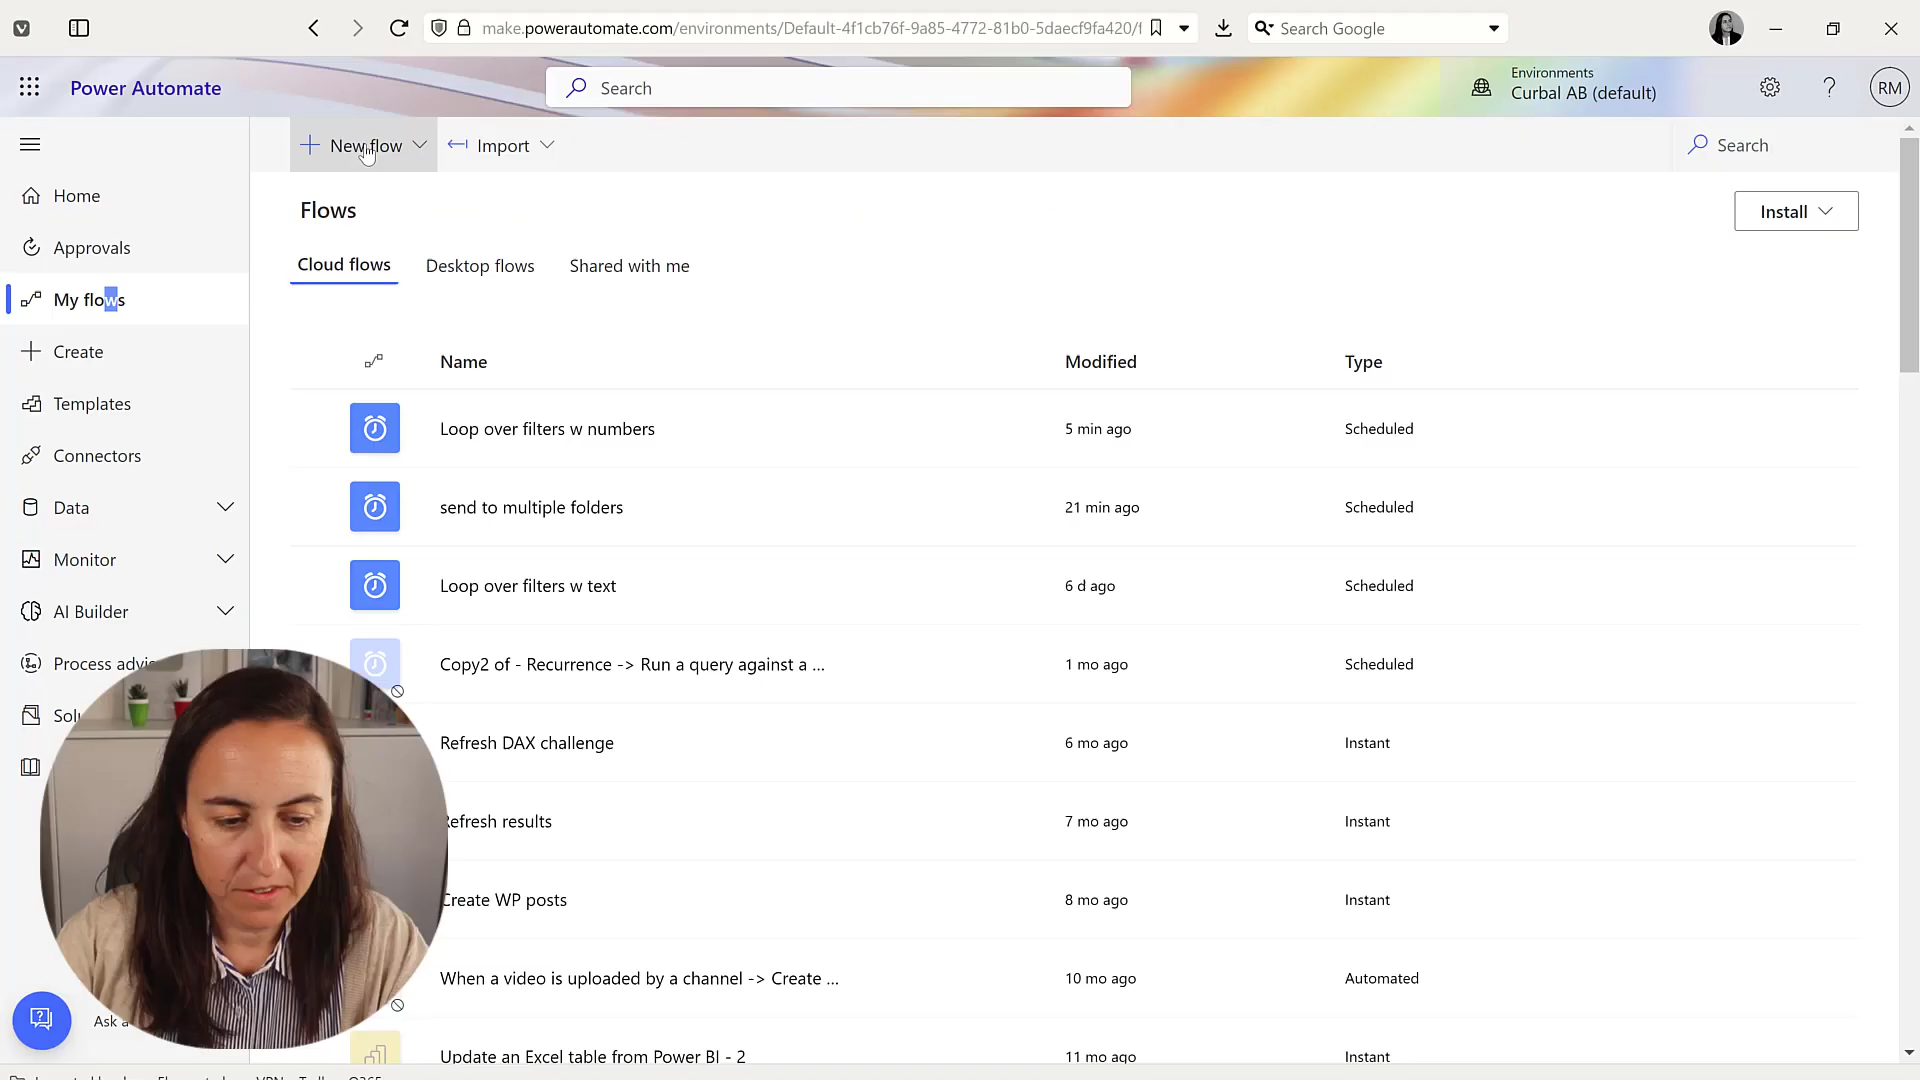 make.powerautomate.com/environments/Default-4f1cb76f-9a85-4772-81b0-5daecf9fa420/f
Search Google
Power Automate
Search
Environments
Curbal AB (default)
RM
New flow
Import
Search
Home
Approvals
My flows
Create
Templates
Connectors
Data
Monitor
AI Builder
Process advis
Solu
Ask a
Flows
Install
Cloud flows
Desktop flows
Shared with me
Name Modified Type
Loop over filters w numbers 5 min ago Scheduled
send to multiple folders 21 min ago Scheduled
Loop over filters w text 6 d ago Scheduled
Copy2 of - Recurrence -> Run a query against a ... 1 mo ago Scheduled
Refresh DAX challenge 6 mo ago Instant
Refresh results 7 mo ago Instant
Create WP posts 8 mo ago Instant
When a video is uploaded by a channel -> Create ... 10 mo ago Automated
Update an Excel table from Power BI - 2 11 mo ago Instant